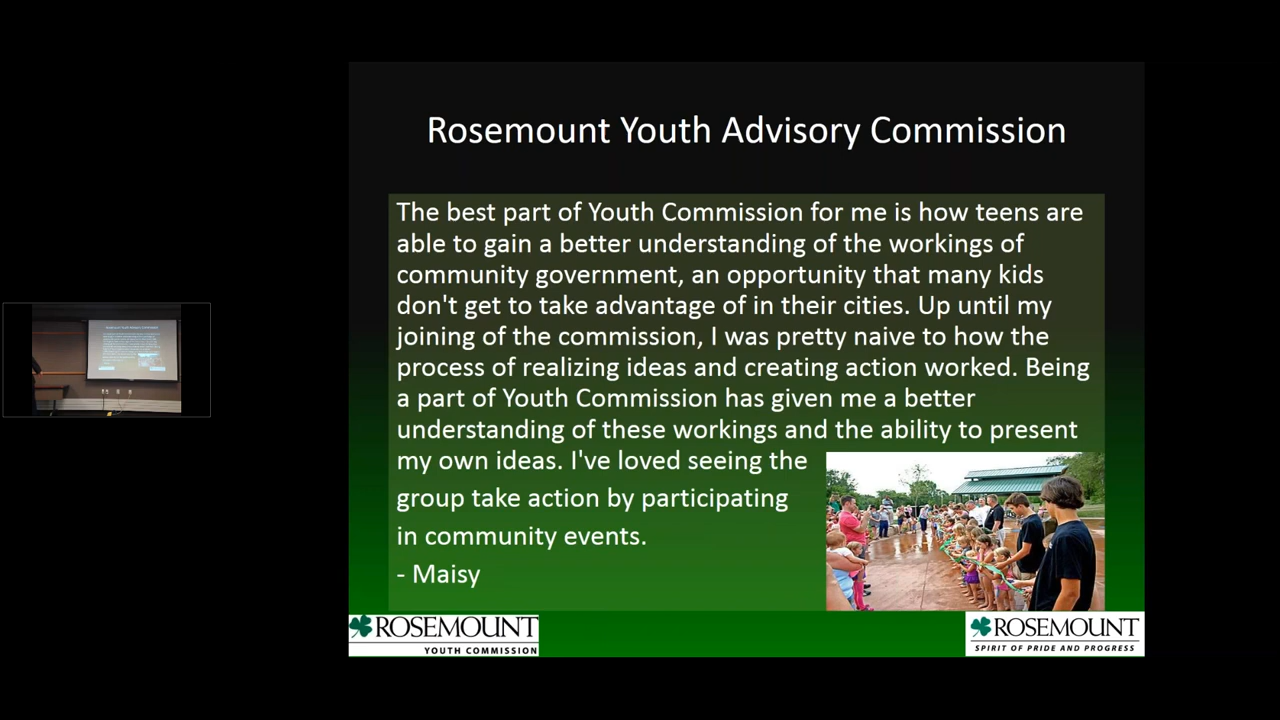 Rosemount Youth Advisory Commission
The best part of Youth Commission for me is how teens are
able to gain a better understanding of the workings of
community government, an opportunity that many kids
don't get to take advantage of in their cities. Up until my
joining of the commission, I was pretty naive to how the
process of realizing ideas and creating action worked. Being
a part of Youth Commission has given me a better
understanding of these workings and the ability to present
my own ideas. I've loved seeing the
group take action by participating
in community events.
- Maisy
ROSEMOUNT
YOUTH COMMISSION
ROSEMOUNT
SPIRIT OF PRIDE AND PROGRESS